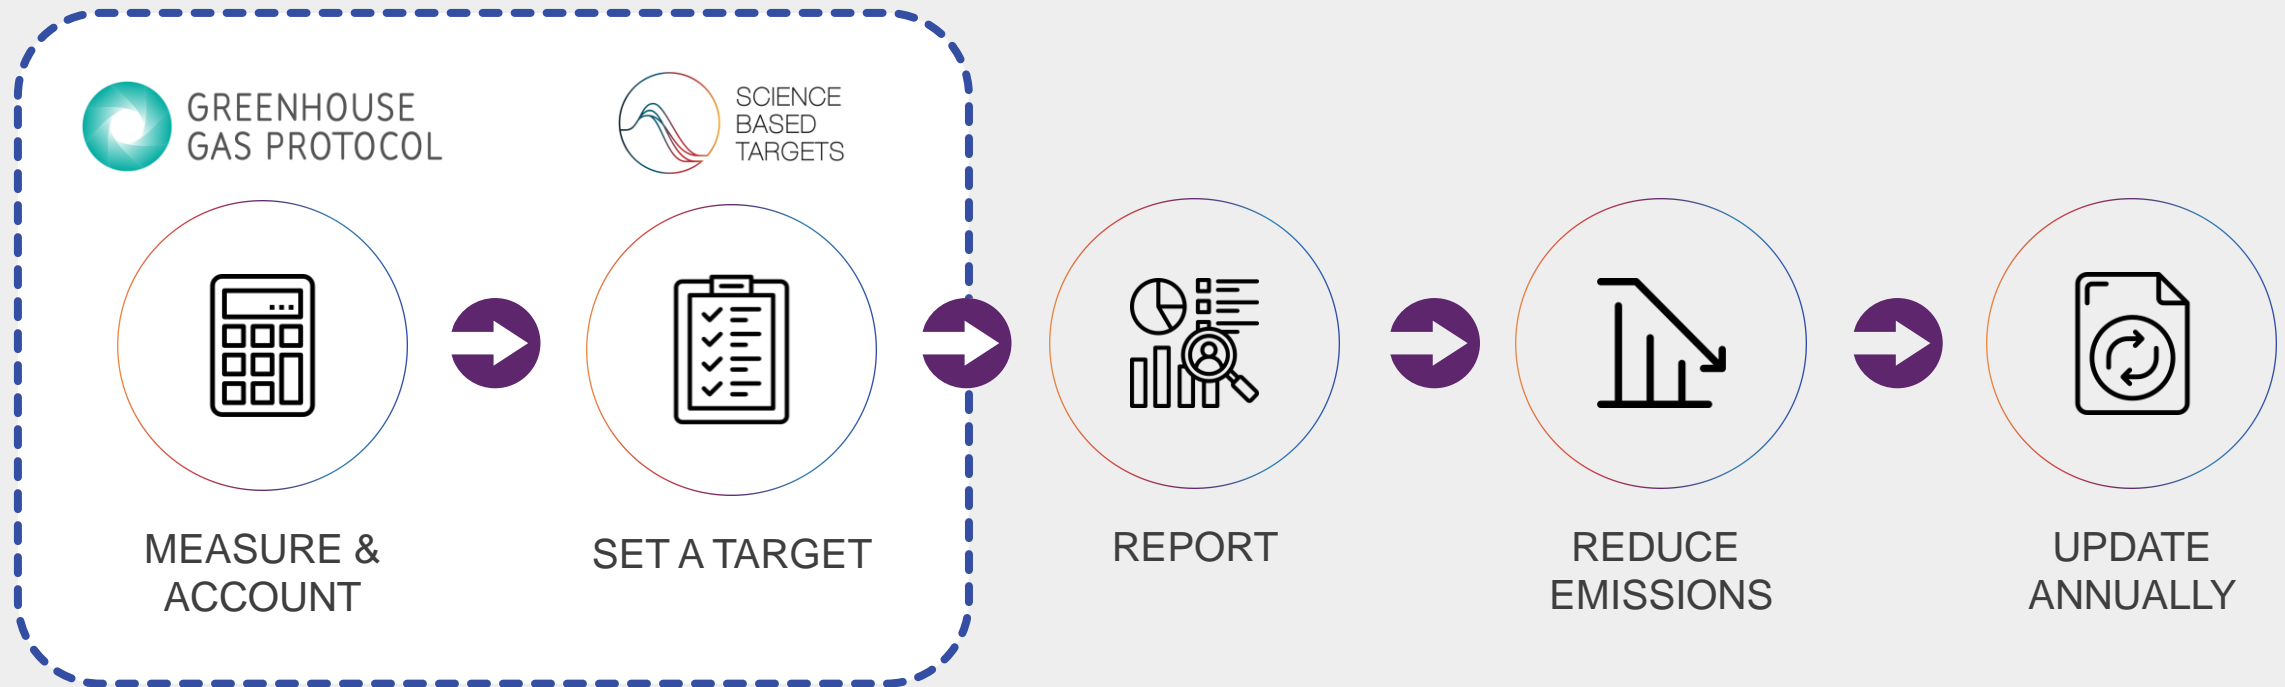 GREENHOUSE
GAS PROTOCOL
SCIENCE
BASED
TARGETS
MEASURE &
ACCOUNT
SET A TARGET
REPORT
REDUCE
EMISSIONS
UPDATE
ANNUALLY